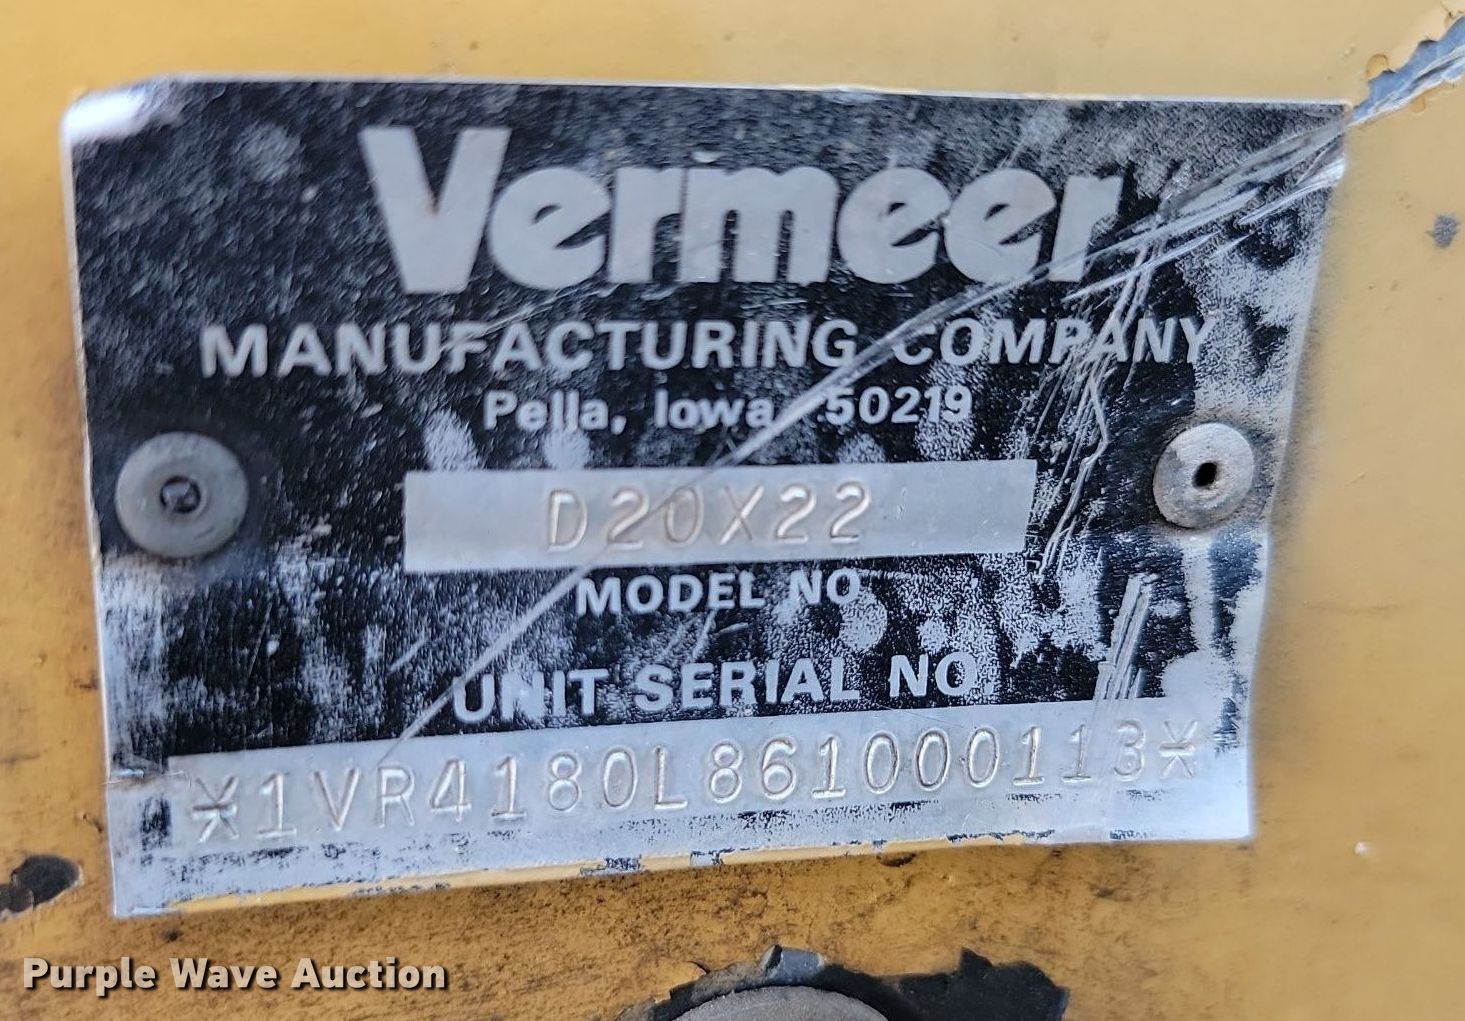 Vermeer
MANUFACTURING COMPANY
Pella, Iowa 50219
D20X22
MODEL NO.
UNIT SERIAL NO.
*1VR4180L861000113*
Purple Wave Auction